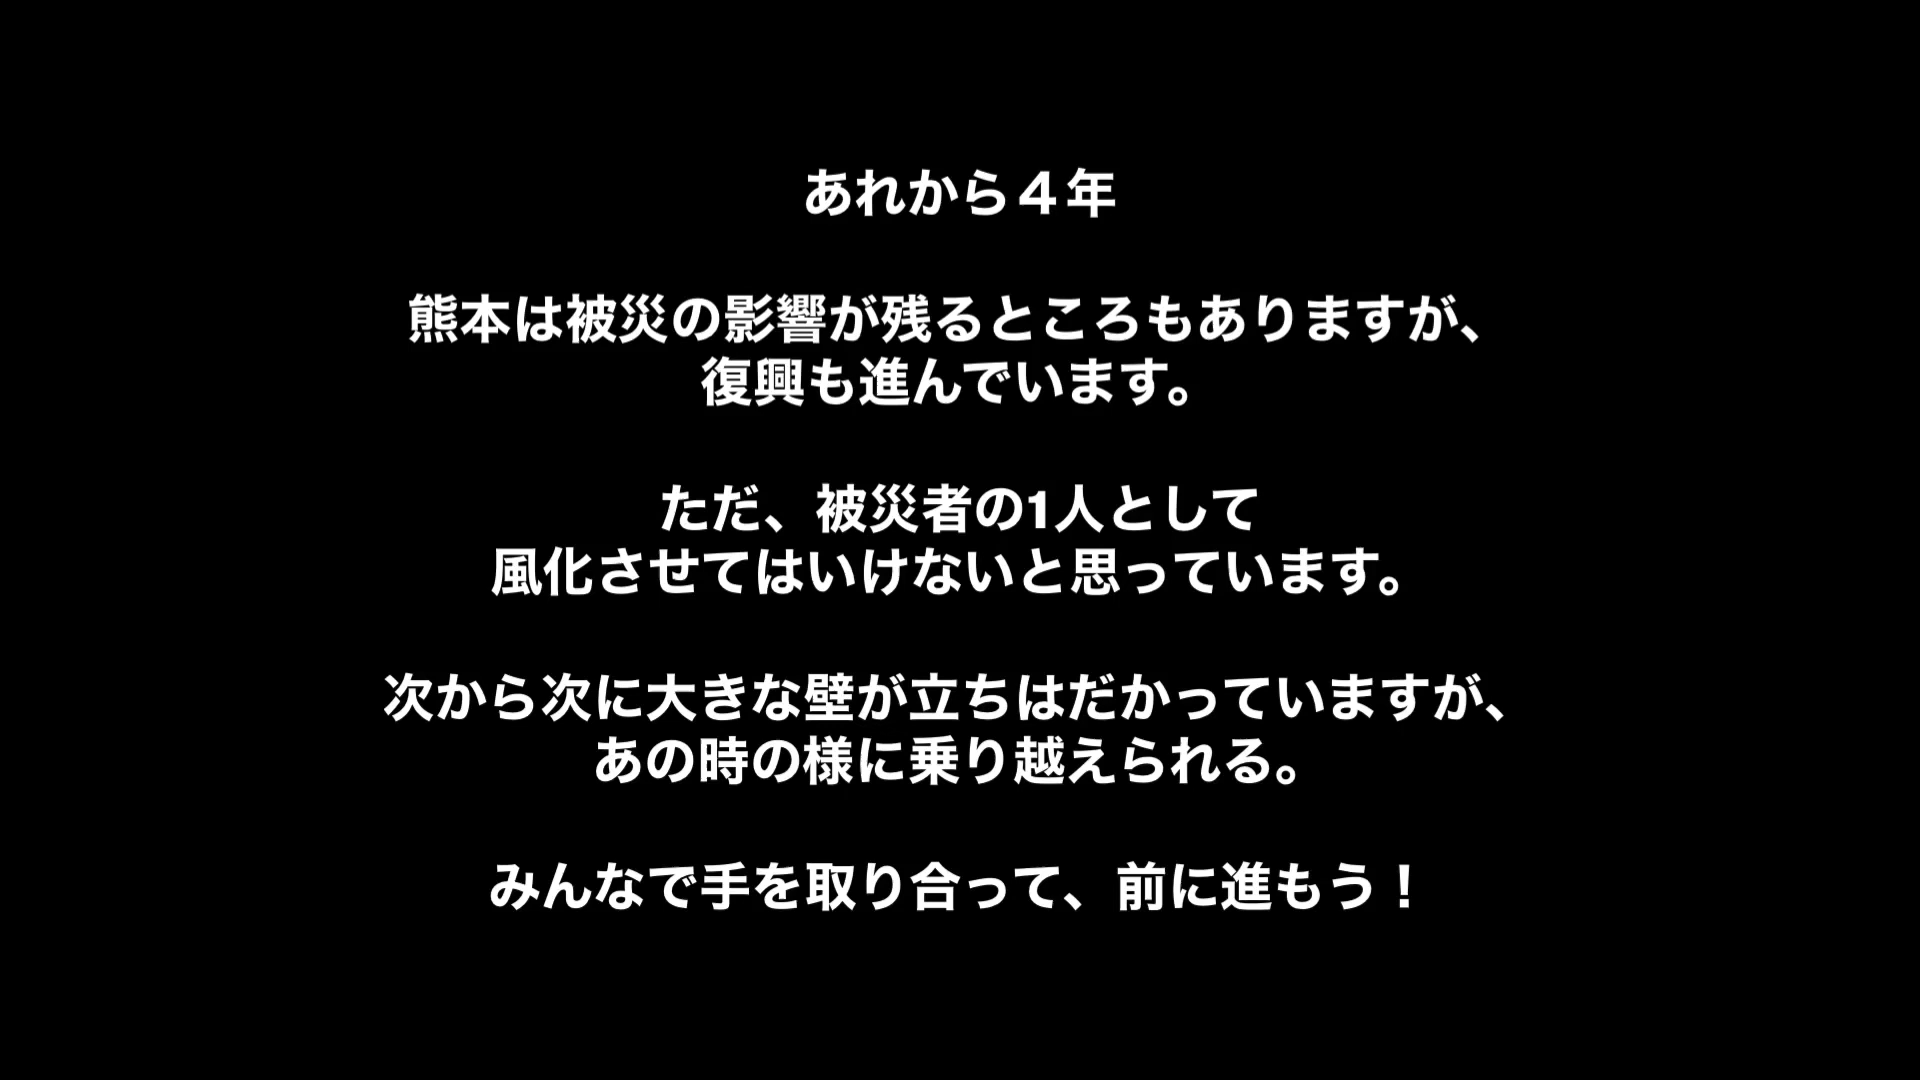 あれから４年
熊本は被災の影響が残るところもありますが、
復興も進んでいます。
ただ、被災者の1人として
風化させてはいけないと思っています。
次から次に大きな壁が立ちはだかっていますが、
あの時の様に乗り越えられる。
みんなで手を取り合って、前に進もう！